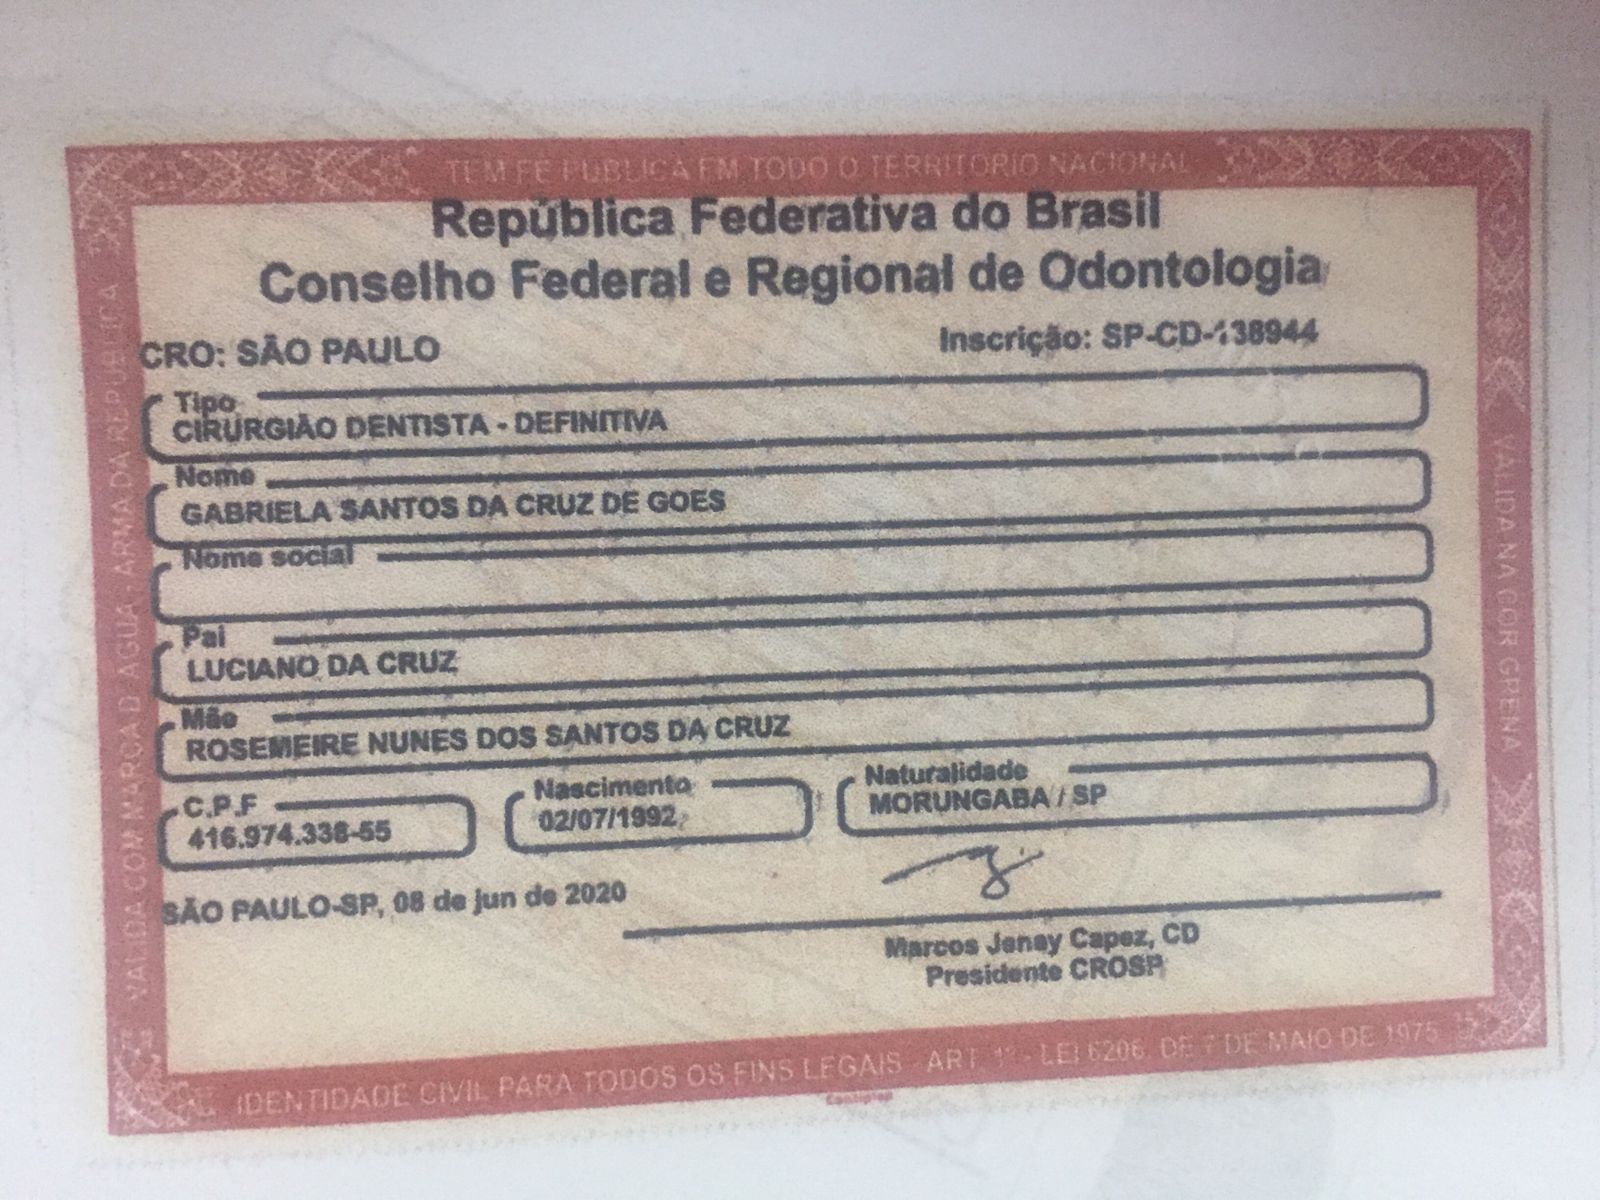 TEM FÉ PÚBLICA EM TODO O TERRITÓRIO NACIONAL
República Federativa do Brasil
Conselho Federal e Regional de Odontologia
CRO: SÃO PAULO
Inscrição: SP-CD-138944
Tipo
CIRURGIÃO DENTISTA - DEFINITIVA
Nome
GABRIELA SANTOS DA CRUZ DE GOES
Nome social
Pai
LUCIANO DA CRUZ
Mãe
ROSEMEIRE NUNES DOS SANTOS DA CRUZ
C.P.F
416.974.338-55
Nascimento
02/07/1992
Naturalidade
MORUNGABA / SP
SÃO PAULO-SP, 08 de jun de 2020
Marcos Jenay Capez, CD
Presidente CROSP
IDENTIDADE CIVIL PARA TODOS OS FINS LEGAIS - ART. 1º - LEI 6206, DE 7 DE MAIO DE 1975
VÁLIDA COM MARCA D'ÁGUA - ARMA DA REPÚBLICA
VÁLIDA NA COR GRENÁ